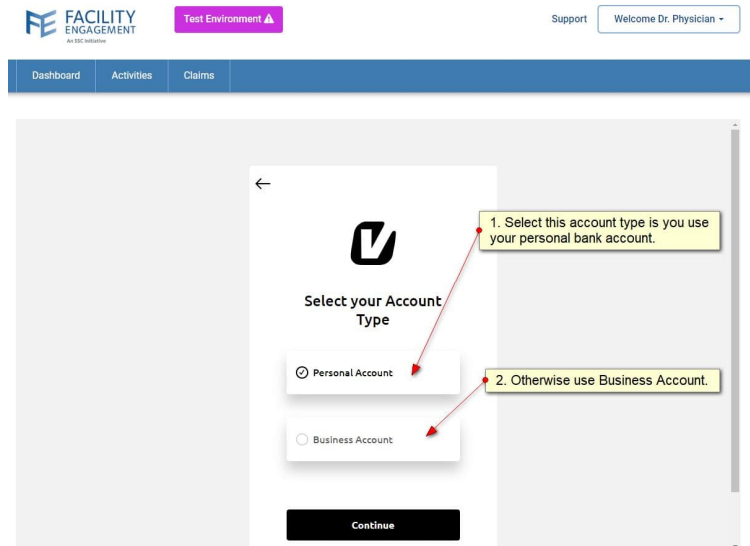 FACILITY
ENGAGEMENT
An SSC Initiative
Test Environment
Support
Welcome Dr. Physician
Dashboard
Activities
Claims
1. Select this account type is you use
your personal bank account.
Select your Account
Type
Personal Account
2. Otherwise use Business Account.
Business Account
Continue